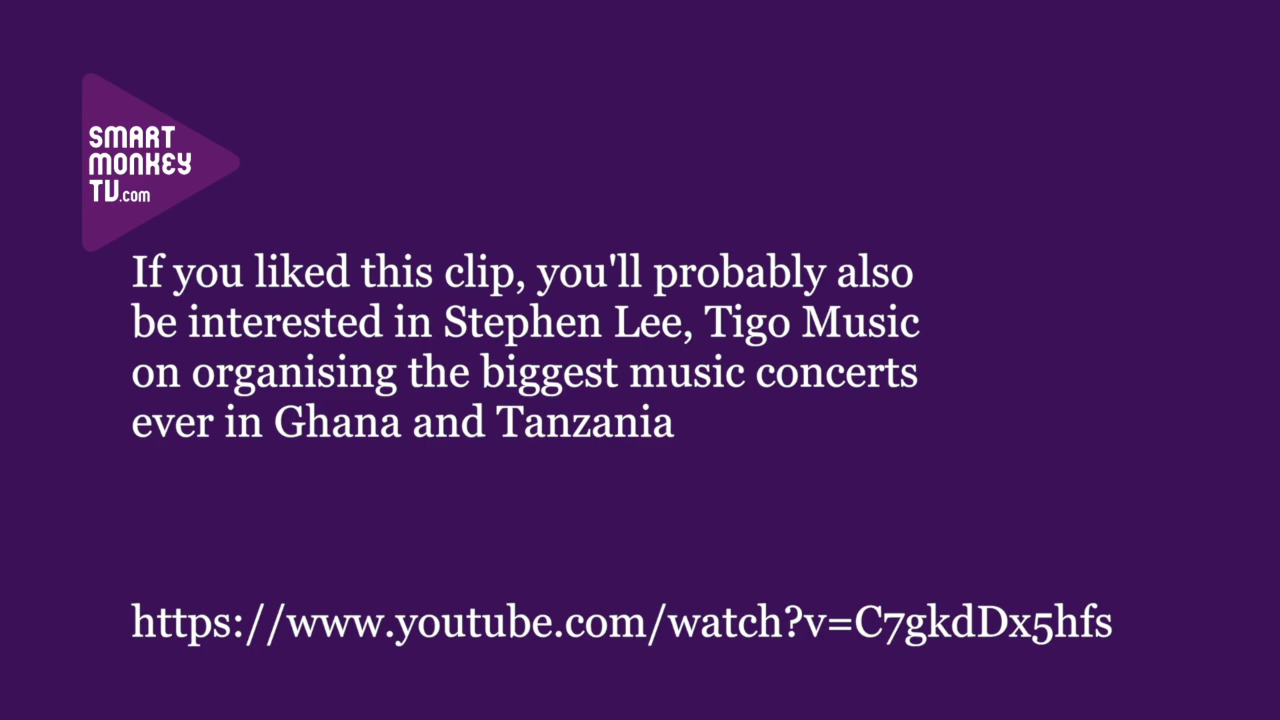 SMART
MONKEY
TV.com
If you liked this clip, you'll probably also
be interested in Stephen Lee, Tigo Music
on organising the biggest music concerts
ever in Ghana and Tanzania
https://www.youtube.com/watch?v=C7gkdDx5hfs